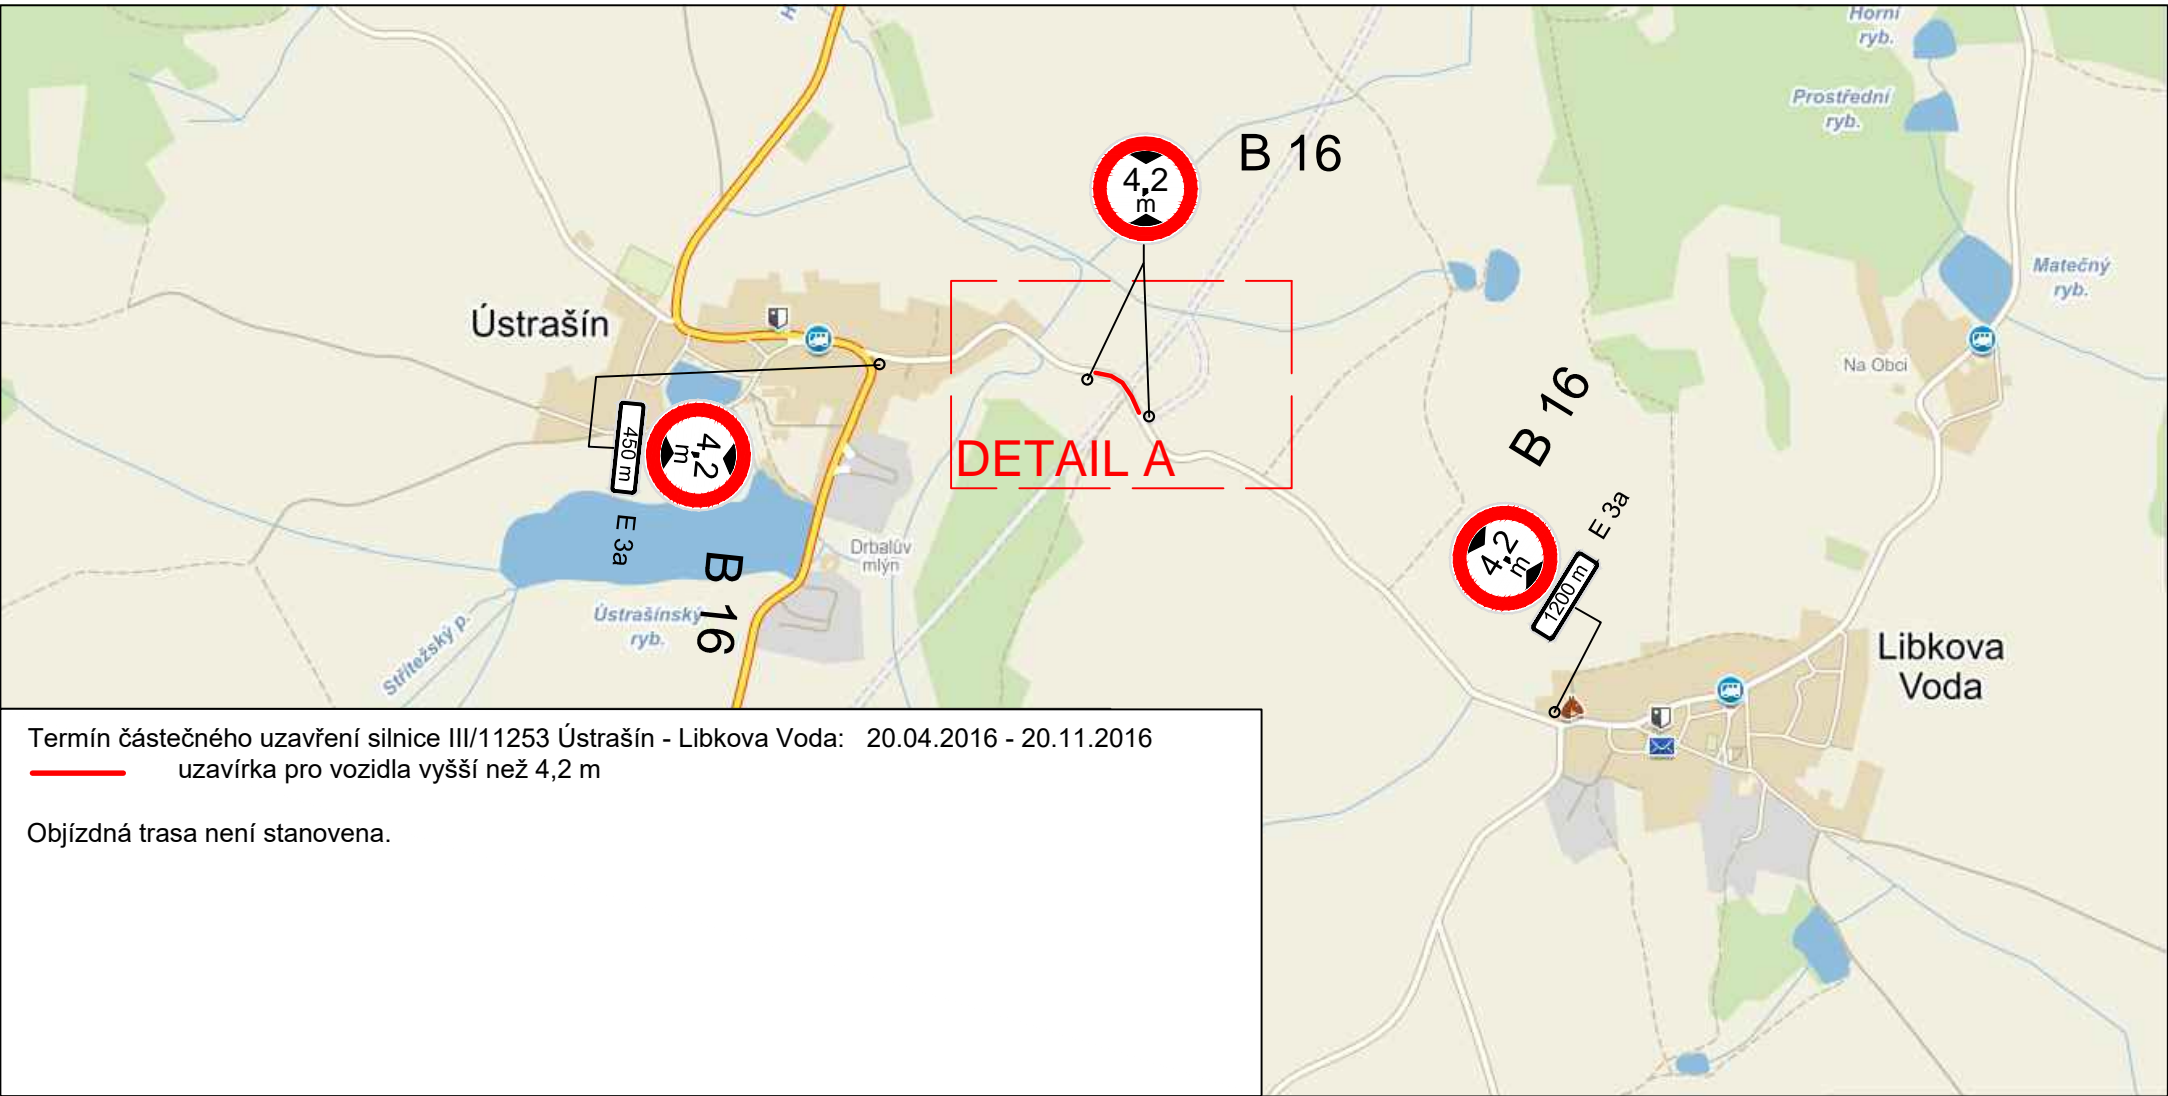 H
Horní
ryb.
Prostřední
ryb.
4,2
m
B 16
Matečný
ryb.
Ústrašín
Na Obci
B 16
DETAIL A
450 m
4,2
m
E 3a
B 16
E 3a
4,2
m
1200 m
Drbalův
mlýn
Ústrašínský
ryb.
Střítežský p.
Libkova
Voda
Termín částečného uzavření silnice III/11253 Ústrašín - Libkova Voda: 20.04.2016 - 20.11.2016
uzavírka pro vozidla vyšší než 4,2 m
Objízdná trasa není stanovena.